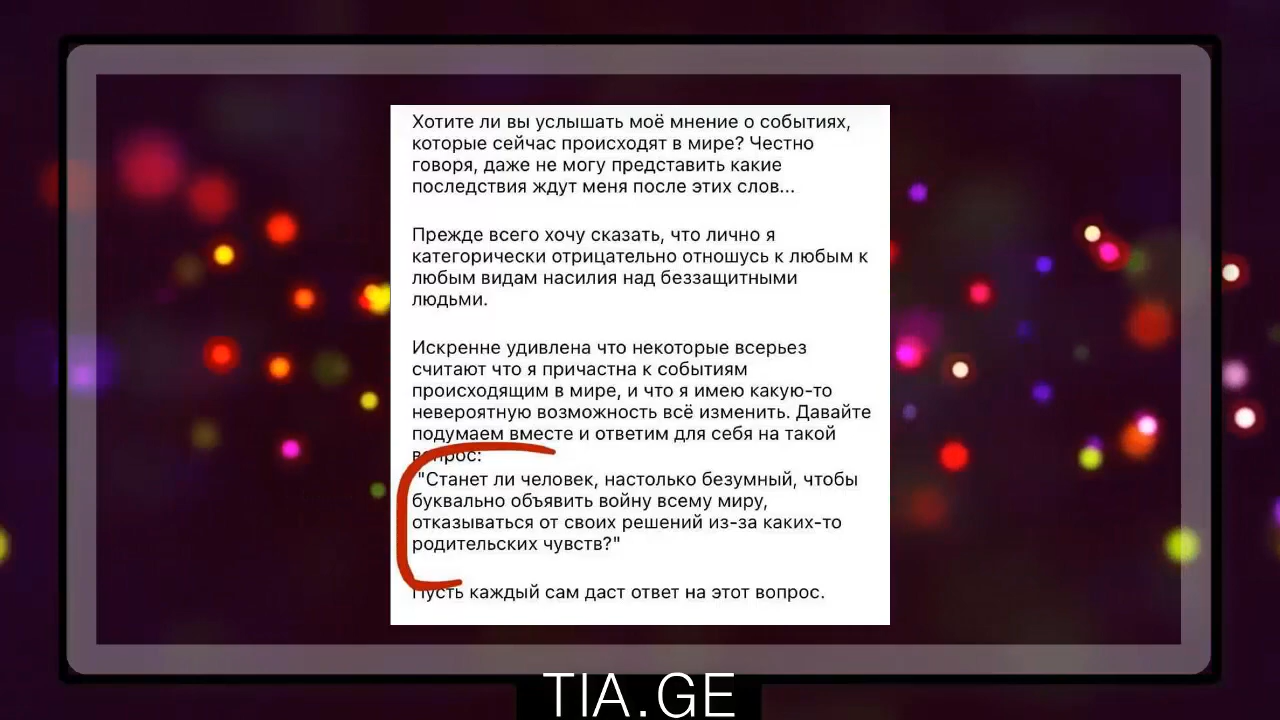 Хотите ли вы услышать моё мнение о событиях,
которые сейчас происходят в мире? Честно
говоря, даже не могу представить какие
последствия ждут меня после этих слов...
Прежде всего хочу сказать, что лично я
категорически отрицательно отношусь к любым к
любым видам насилия над беззащитными
людьми.
Искренне удивлена что некоторые всерьез
считают что я причастна к событиям
происходящим в мире, и что я имею какую-то
невероятную возможность всё изменить. Давайте
подумаем вместе и ответим для себя на такой
вопрос:
"Станет ли человек, настолько безумный, чтобы
буквально объявить войну всему миру,
отказываться от своих решений из-за каких-то
родительских чувств?"
Пусть каждый сам даст ответ на этот вопрос.
TIA.GE